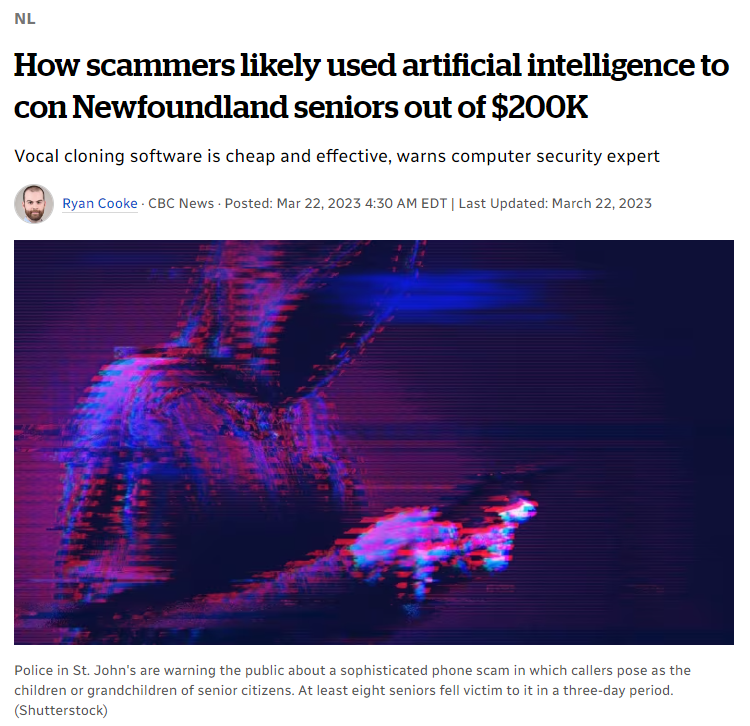 NL
How scammers likely used artificial intelligence to
con Newfoundland seniors out of $200K
Vocal cloning software is cheap and effective, warns computer security expert
Ryan Cooke · CBC News · Posted: Mar 22, 2023 4:30 AM EDT | Last Updated: March 22, 2023
Police in St. John's are warning the public about a sophisticated phone scam in which callers pose as the
children or grandchildren of senior citizens. At least eight seniors fell victim to it in a three-day period.
(Shutterstock)